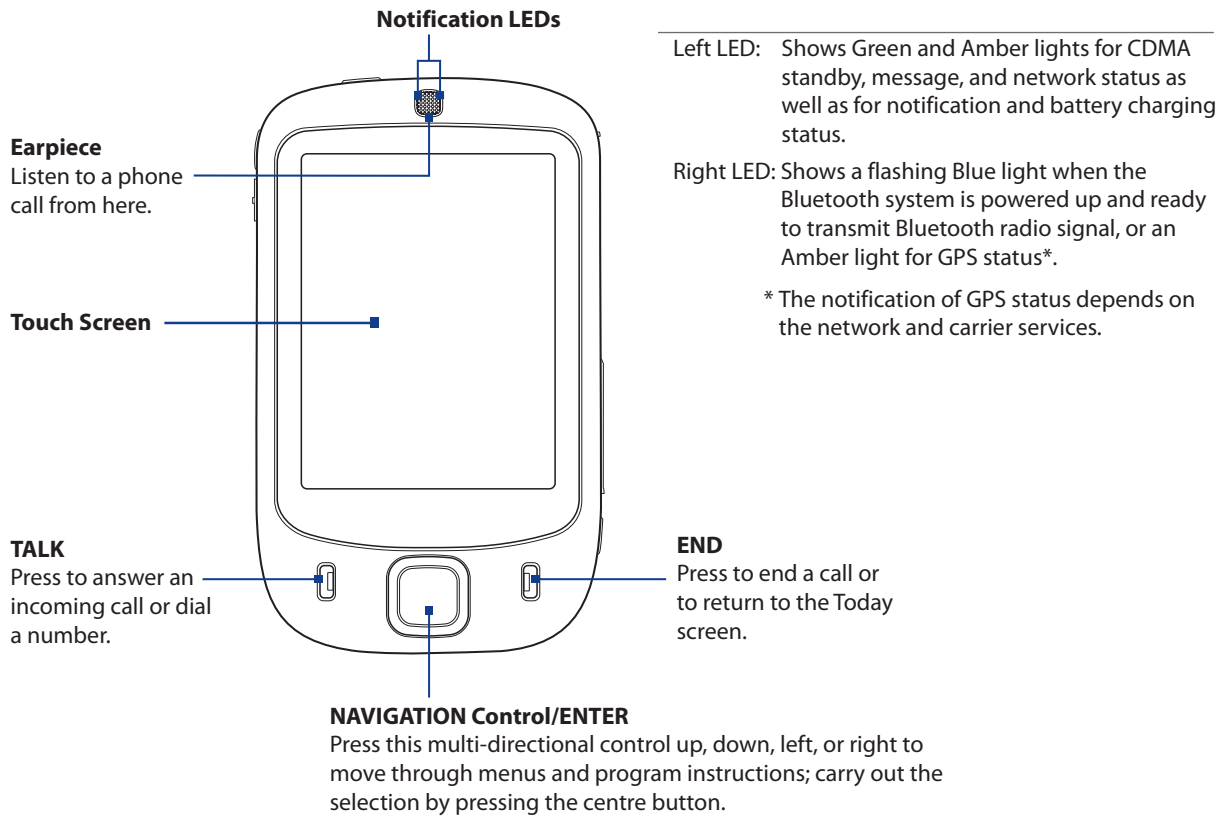 Notification LEDs
Left LED: Shows Green and Amber lights for CDMA
standby, message, and network status as
well as for notification and battery charging
status.
Right LED: Shows a flashing Blue light when the
Bluetooth system is powered up and ready
to transmit Bluetooth radio signal, or an
Amber light for GPS status*.
* The notification of GPS status depends on
the network and carrier services.
Earpiece
Listen to a phone
call from here.
Touch Screen
TALK
Press to answer an
incoming call or dial
a number.
END
Press to end a call or
to return to the Today
screen.
NAVIGATION Control/ENTER
Press this multi-directional control up, down, left, or right to
move through menus and program instructions; carry out the
selection by pressing the centre button.